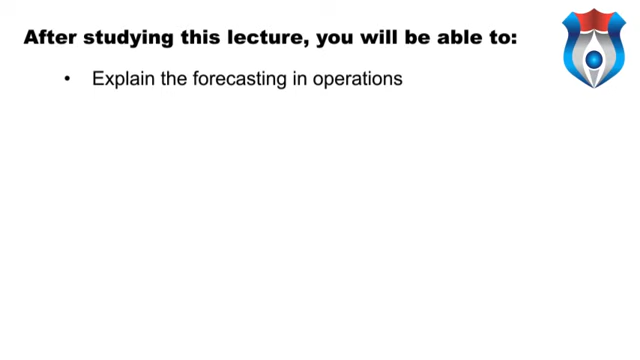 After studying this lecture, you will be able to:
• Explain the forecasting in operations